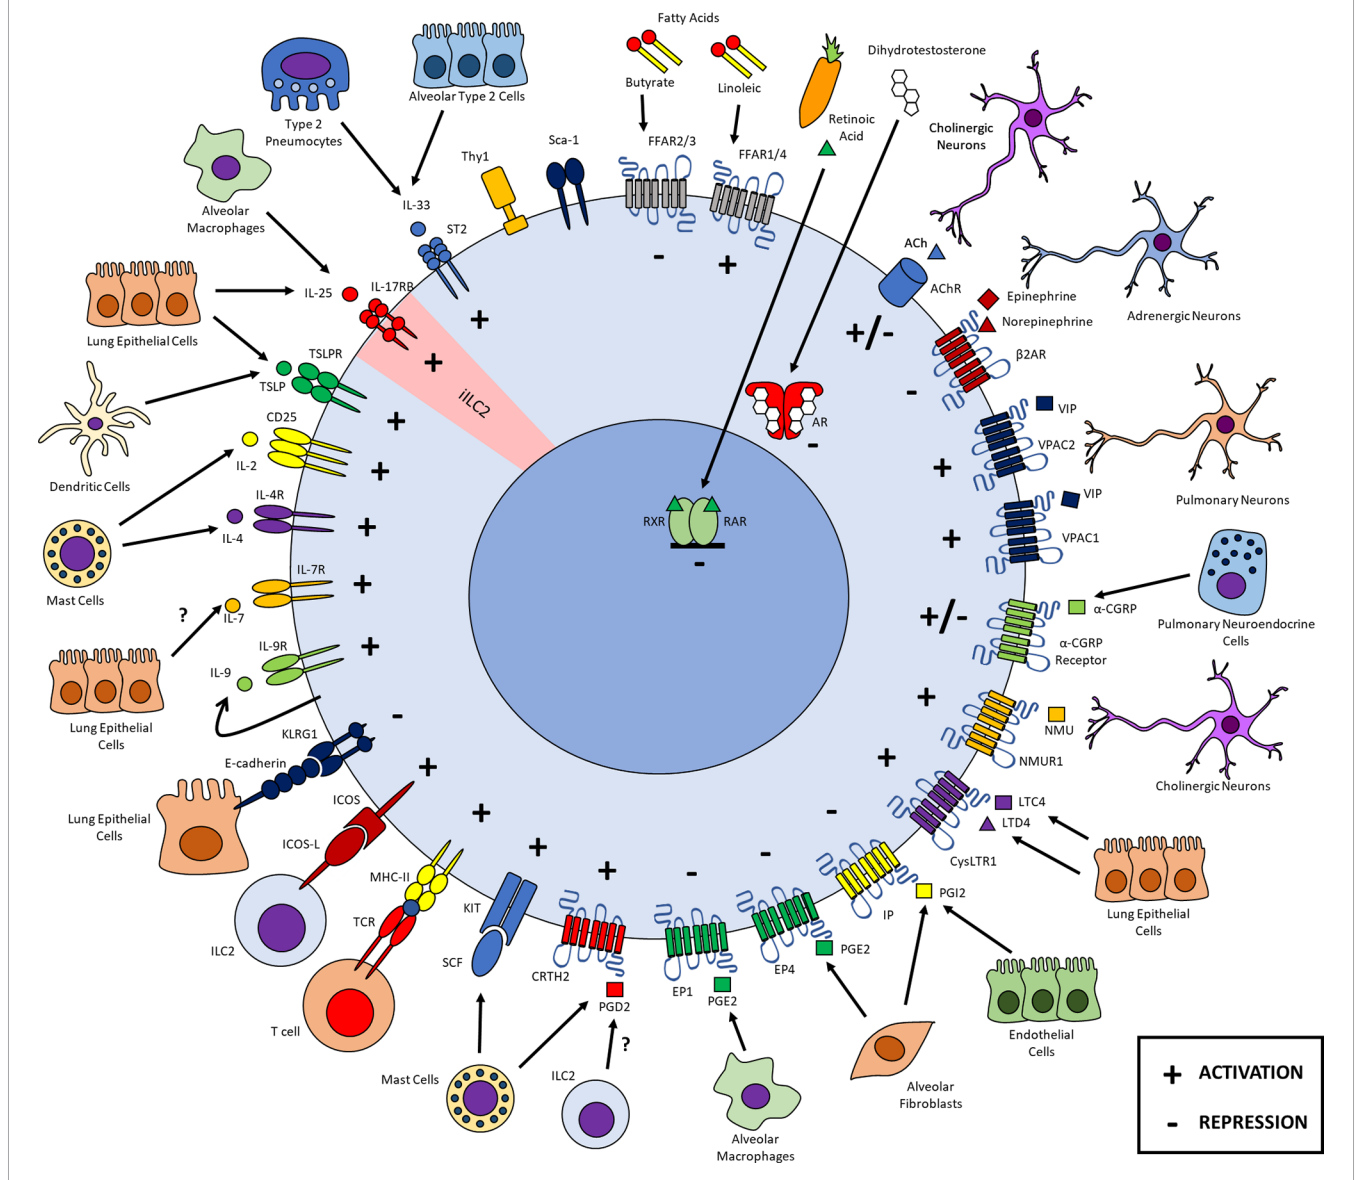 Fatty Acids
Butyrate
Linoleic
Dihydrotestosterone
Retinoic
Acid
Type 2
Pneumocytes
Alveolar Type 2 Cells
Alveolar
Macrophages
Thy1
Sca-1
FFAR2/3
FFAR1/4
Cholinergic
Neurons
IL-33
ST2
ACh
AChR
Adrenergic Neurons
IL-25
IL-17RB
Epinephrine
Norepinephrine
β2AR
Lung Epithelial Cells
TSLPR
TSLP
+
-
+
+/-
+
iILC2
AR
-
-
VIP
VPAC2
Pulmonary Neurons
Dendritic Cells
CD25
IL-2
+
+
+
VIP
VPAC1
IL-4R
IL-4
+
+
RXR
RAR
-
Mast Cells
IL-7R
IL-7
?
+
+/-
α-CGRP
α-CGRP
Receptor
Pulmonary Neuroendocrine
Cells
IL-9R
IL-9
+
+
Lung Epithelial
Cells
NMU
NMUR1
Cholinergic Neurons
KLRG1
E-cadherin
-
+
Lung Epithelial
Cells
ICOS
ICOS-L
+
LTC4
LTD4
CysLTR1
-
+
ILC2
MHC-II
TCR
+
-
Lung Epithelial
Cells
T cell
KIT
SCF
+
-
IP
PGI2
CRTH2
PGD2
?
EP1
PGE2
EP4
PGE2
Endothelial
Cells
Mast Cells
ILC2
Alveolar
Macrophages
Alveolar
Fibroblasts
+ ACTIVATION
- REPRESSION